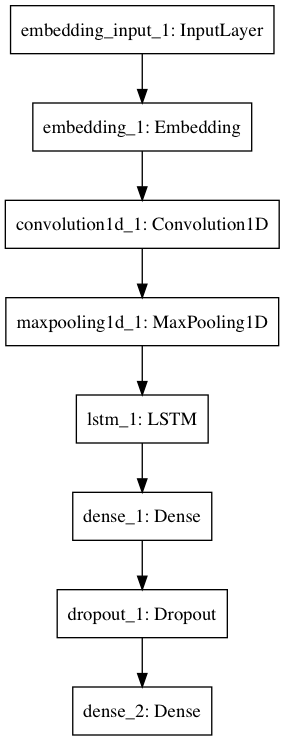 embedding_input_1: InputLayer
embedding_1: Embedding
convolution1d_1: Convolution1D
maxpooling1d_1: MaxPooling1D
lstm_1: LSTM
dense_1: Dense
dropout_1: Dropout
dense_2: Dense